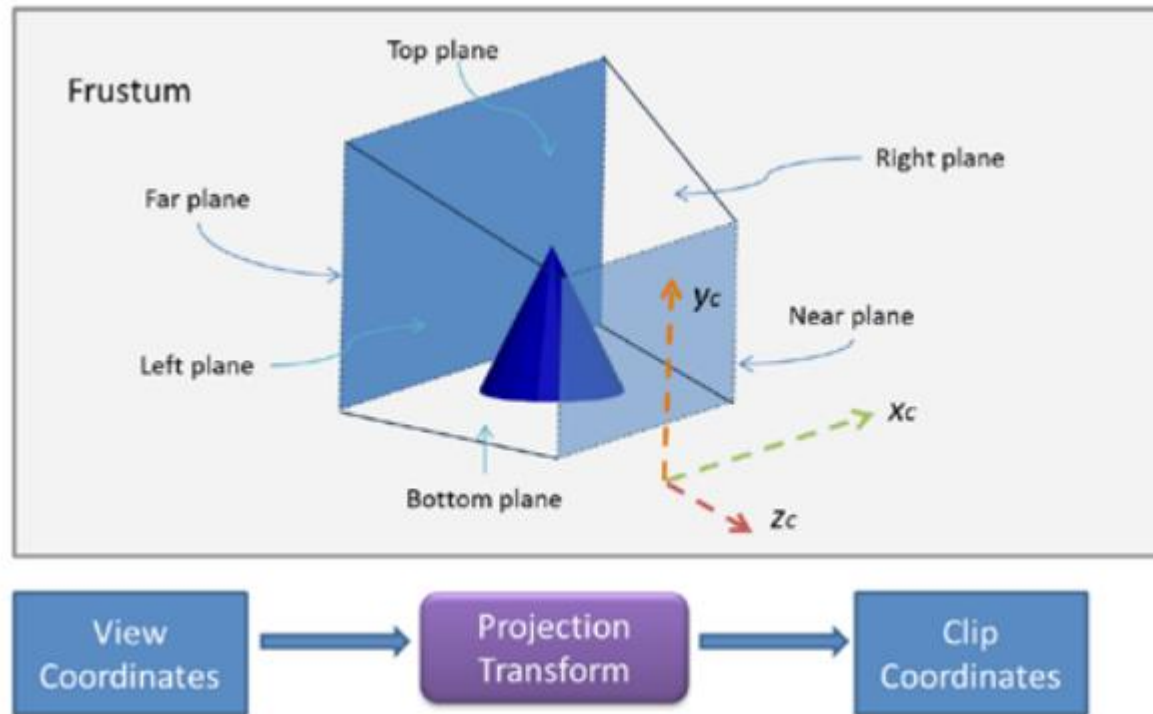 Frustum
Top plane
Right plane
Far plane
yc
Near plane
Left plane
xc
Bottom plane
zc
View
Coordinates
Projection
Transform
Clip
Coordinates